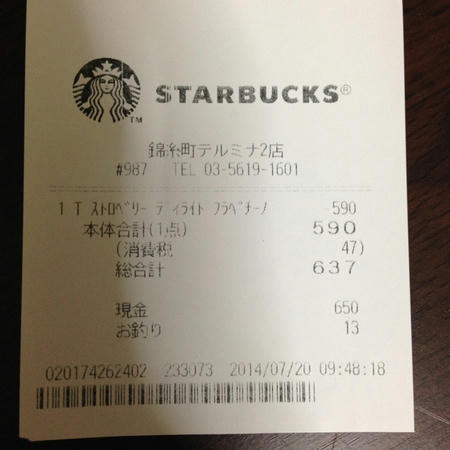 STARBUCKS®
TM
錦糸町テルミナ2店
#987 TEL 03-5619-1601
1 T ストロベリー ディライト フラペチーノ 590
本体合計(1点) 590
(消費税 47)
総合計 637
現金 650
お釣り 13
020174262402 233073 2014/07/20 09:48:18